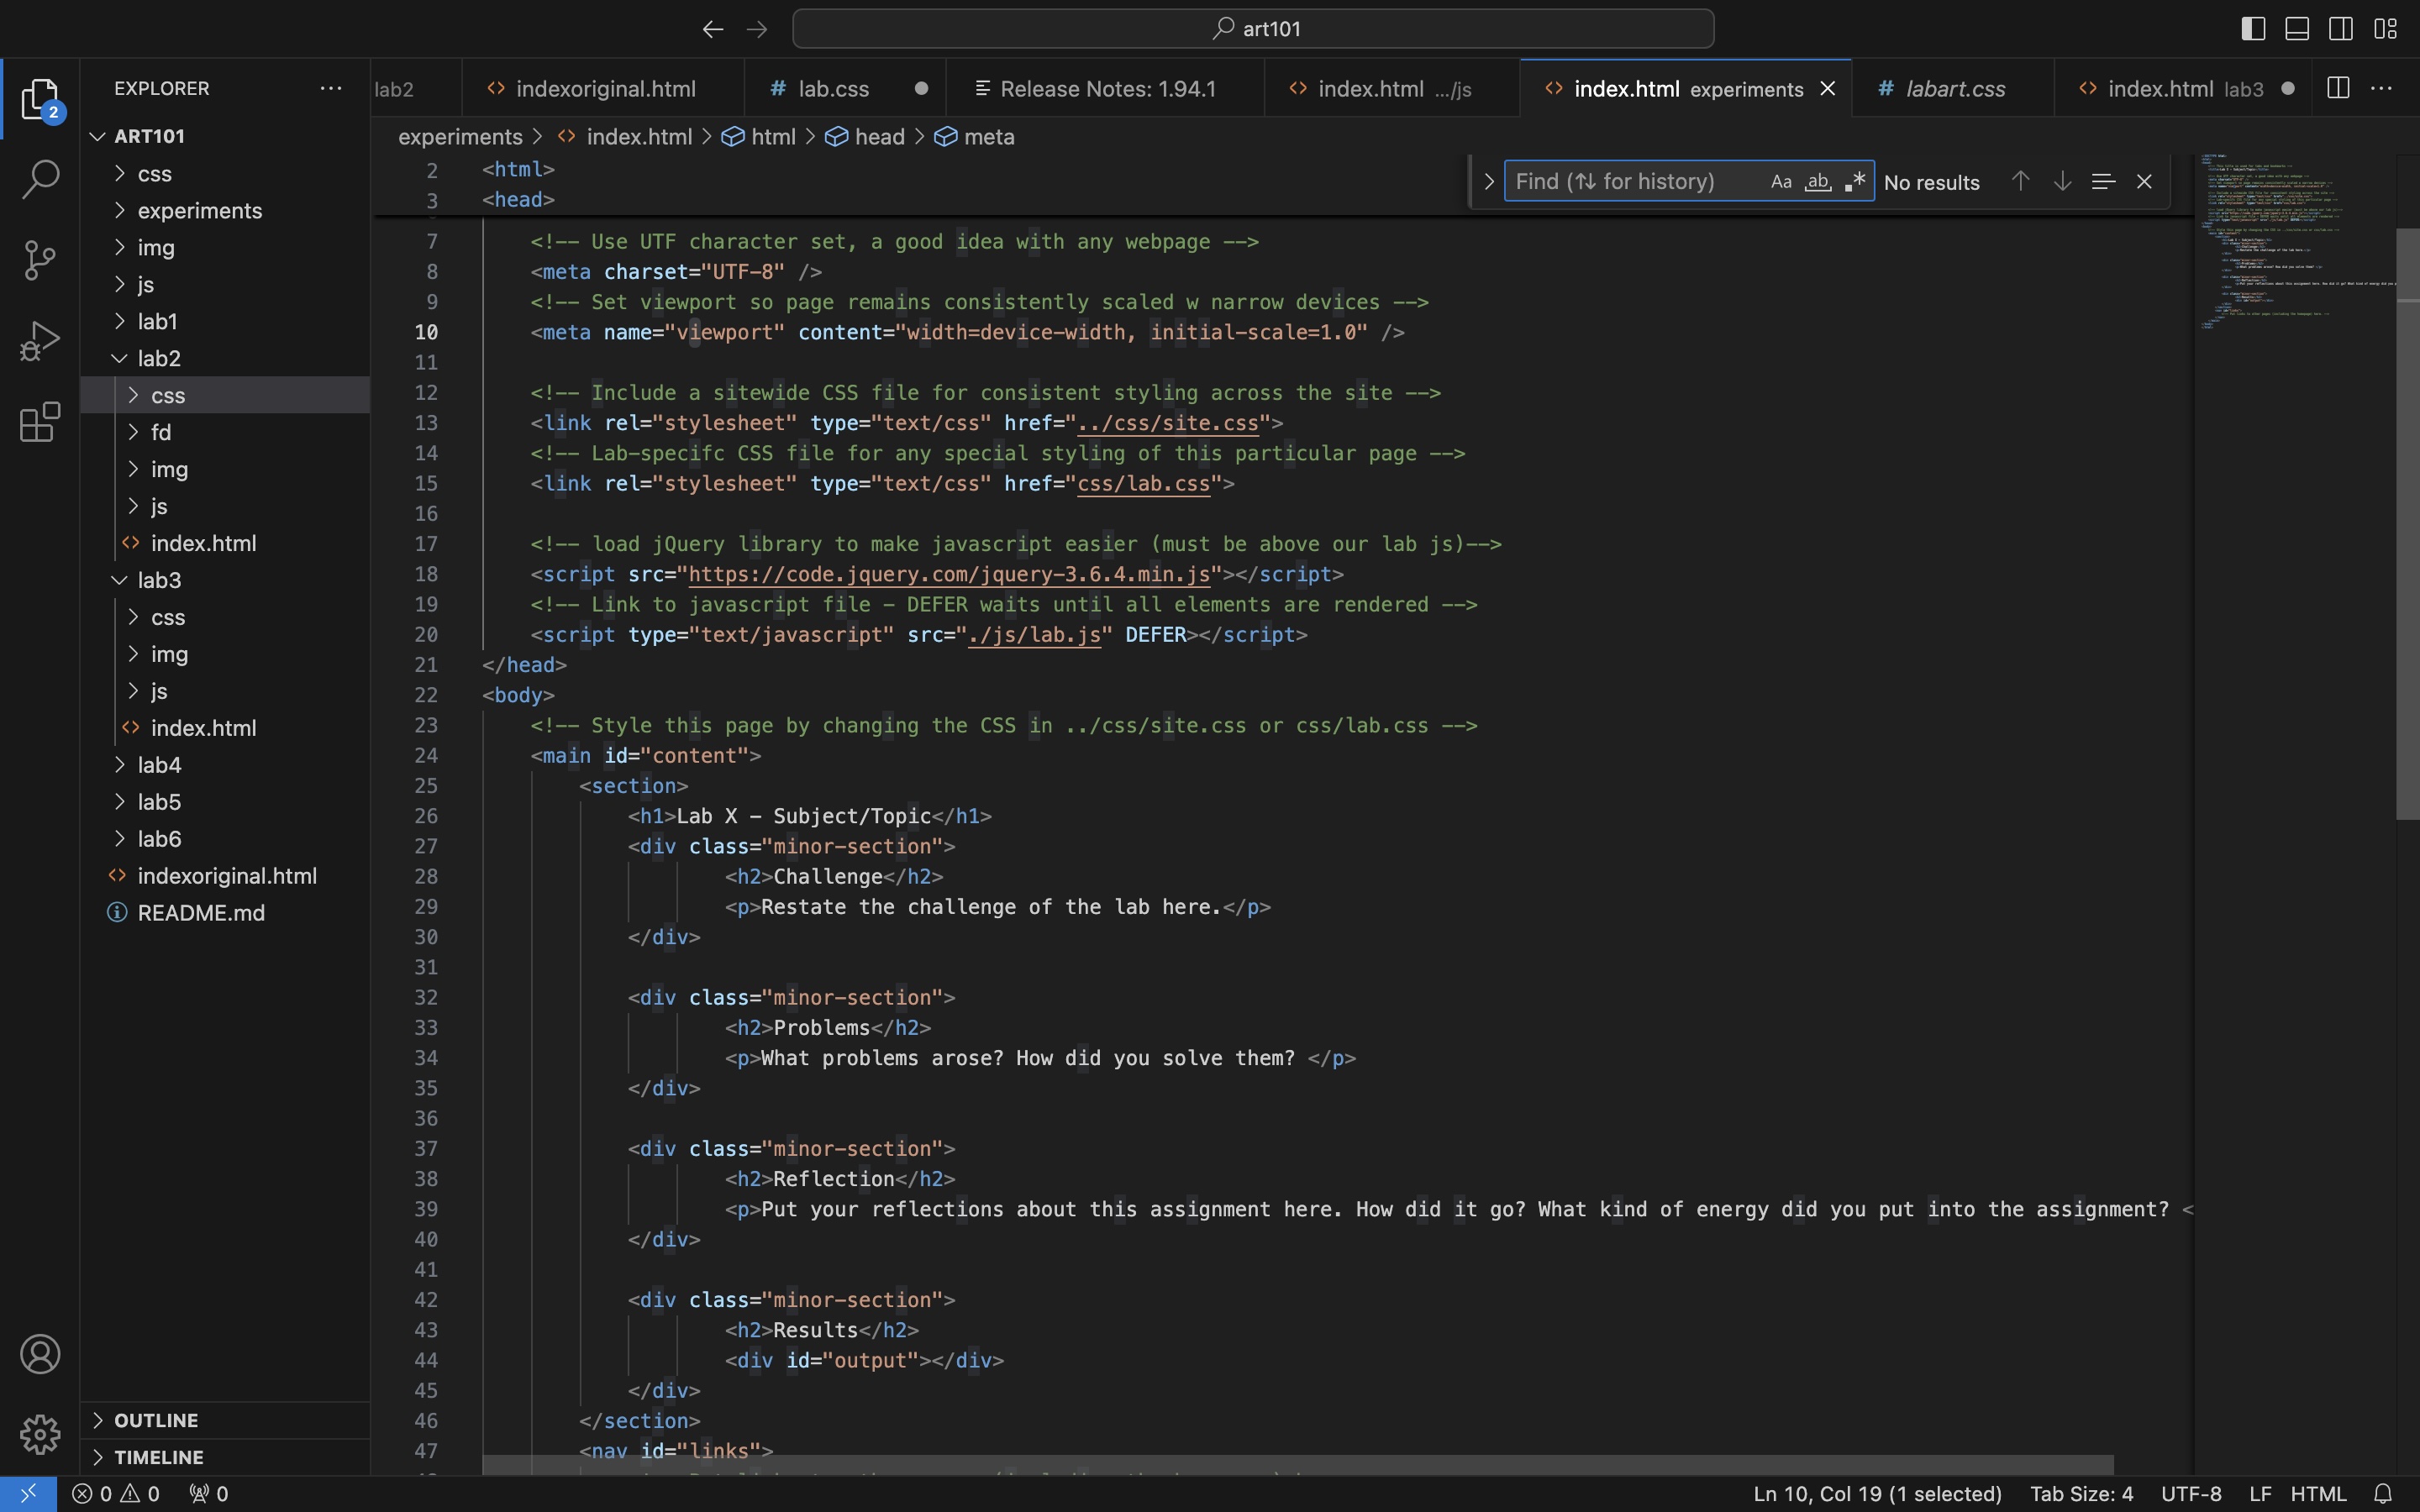 art101
EXPLORER
lab2
indexoriginal.html
# lab.css
Release Notes: 1.94.1
index.html .../js
index.html experiments
# labart.css
index.html lab3
2
ART101
css
experiments
img
js
lab1
lab2
css
fd
img
js
index.html
lab3
css
img
js
index.html
lab4
lab5
lab6
indexoriginal.html
README.md
OUTLINE
TIMELINE
experiments > index.html > html > head > meta
Find (⇅ for history) Aa ab .* No results
2 <html>
3 <head>
7 <!-- Use UTF character set, a good idea with any webpage -->
8 <meta charset="UTF-8" />
9 <!-- Set viewport so page remains consistently scaled w narrow devices -->
10 <meta name="viewport" content="width=device-width, initial-scale=1.0" />
11
12 <!-- Include a sitewide CSS file for consistent styling across the site -->
13 <link rel="stylesheet" type="text/css" href="../css/site.css">
14 <!-- Lab-specifc CSS file for any special styling of this particular page -->
15 <link rel="stylesheet" type="text/css" href="css/lab.css">
16
17 <!-- load jQuery library to make javascript easier (must be above our lab js)-->
18 <script src="https://code.jquery.com/jquery-3.6.4.min.js"></script>
19 <!-- Link to javascript file - DEFER waits until all elements are rendered -->
20 <script type="text/javascript" src="./js/lab.js" DEFER></script>
21 </head>
22 <body>
23 <!-- Style this page by changing the CSS in ../css/site.css or css/lab.css -->
24 <main id="content">
25 <section>
26 <h1>Lab X - Subject/Topic</h1>
27 <div class="minor-section">
28 <h2>Challenge</h2>
29 <p>Restate the challenge of the lab here.</p>
30 </div>
31
32 <div class="minor-section">
33 <h2>Problems</h2>
34 <p>What problems arose? How did you solve them? </p>
35 </div>
36
37 <div class="minor-section">
38 <h2>Reflection</h2>
39 <p>Put your reflections about this assignment here. How did it go? What kind of energy did you put into the assignment? <
40 </div>
41
42 <div class="minor-section">
43 <h2>Results</h2>
44 <div id="output"></div>
45 </div>
46 </section>
47 <nav id="links">
0 0 0
Ln 10, Col 19 (1 selected) Tab Size: 4 UTF-8 LF HTML